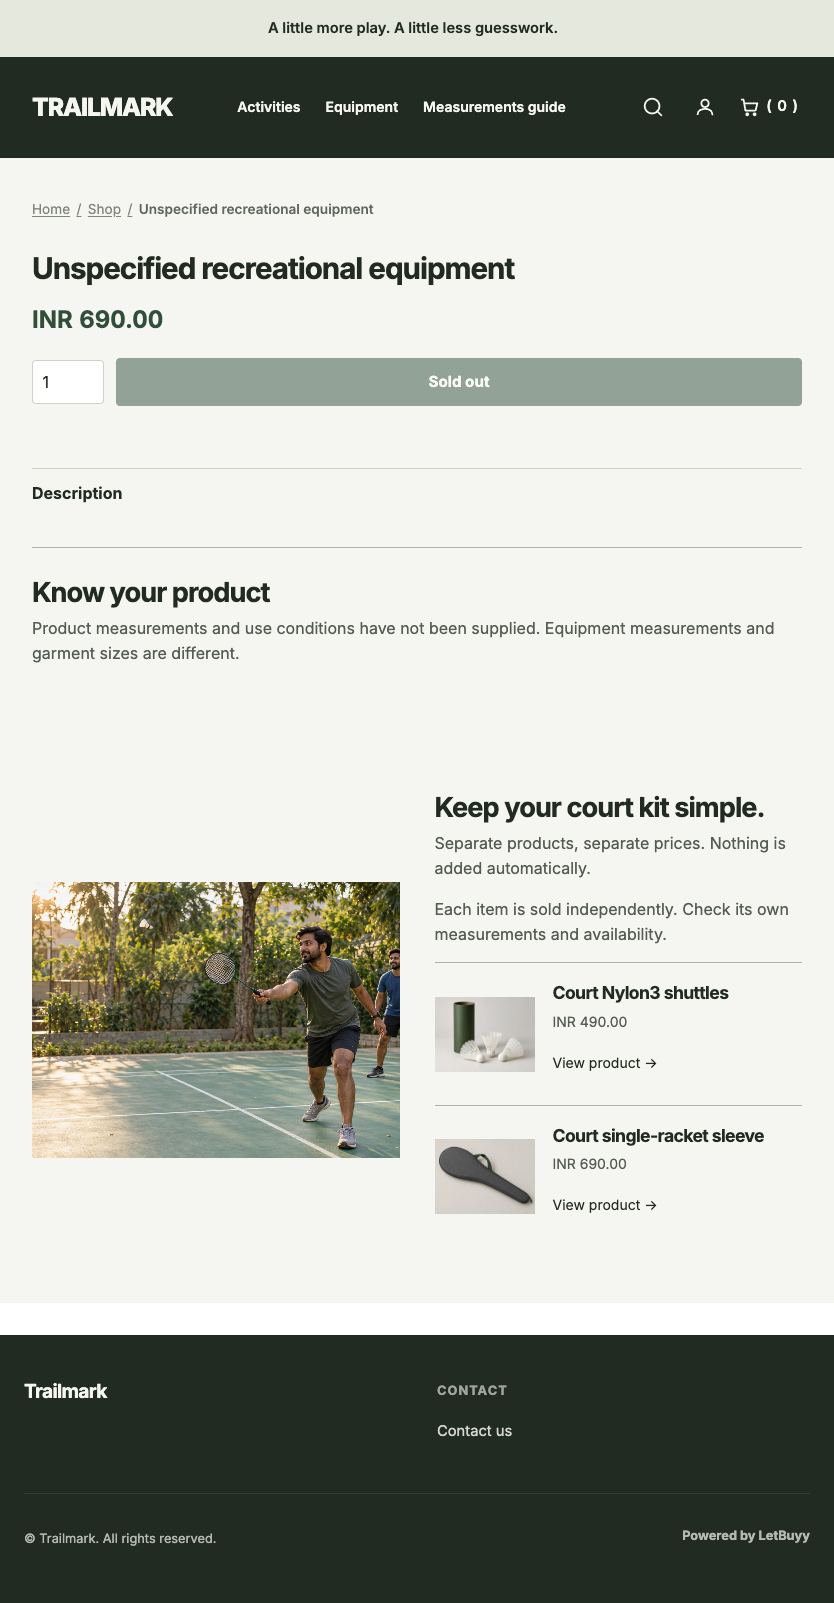 A little more play. A little less guesswork.
TRAILMARK
Activities Equipment Measurements guide
( 0 )
Home / Shop / Unspecified recreational equipment
Unspecified recreational equipment
INR 690.00
1
Sold out
Description
Know your product
Product measurements and use conditions have not been supplied. Equipment measurements and
garment sizes are different.
Keep your court kit simple.
Separate products, separate prices. Nothing is
added automatically.
Each item is sold independently. Check its own
measurements and availability.
Court Nylon3 shuttles
INR 490.00
View product →
Court single-racket sleeve
INR 690.00
View product →
Trailmark
CONTACT
Contact us
© Trailmark. All rights reserved.
Powered by LetBuyy